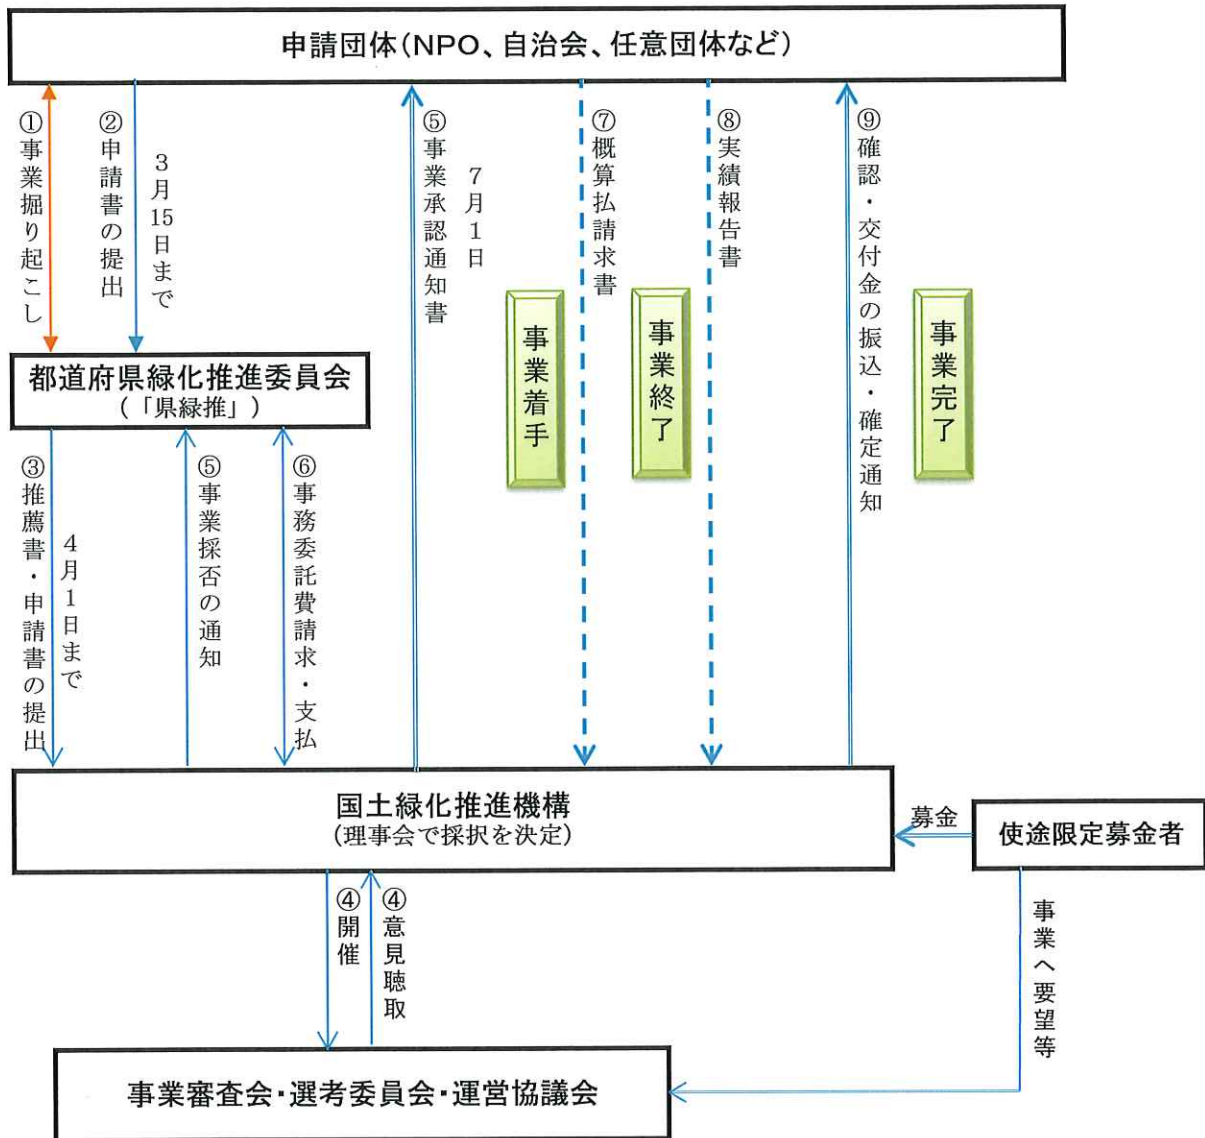 申請団体(NPO、自治会、任意団体など)
①事業掘り起こし
②申請書の提出
3月15日まで
⑤事業承認通知書
7月1日
⑦概算払請求書
⑧実績報告書
⑨確認・交付金の振込・確定通知
事業着手
事業終了
事業完了
都道府県緑化推進委員会
(「県緑推」)
③推薦書・申請書の提出
4月1日まで
⑤事業採否の通知
⑥事務委託費請求・支払
国土緑化推進機構
(理事会で採択を決定)
募金
使途限定募金者
④開催
④意見聴取
事業へ要望等
事業審査会・選考委員会・運営協議会